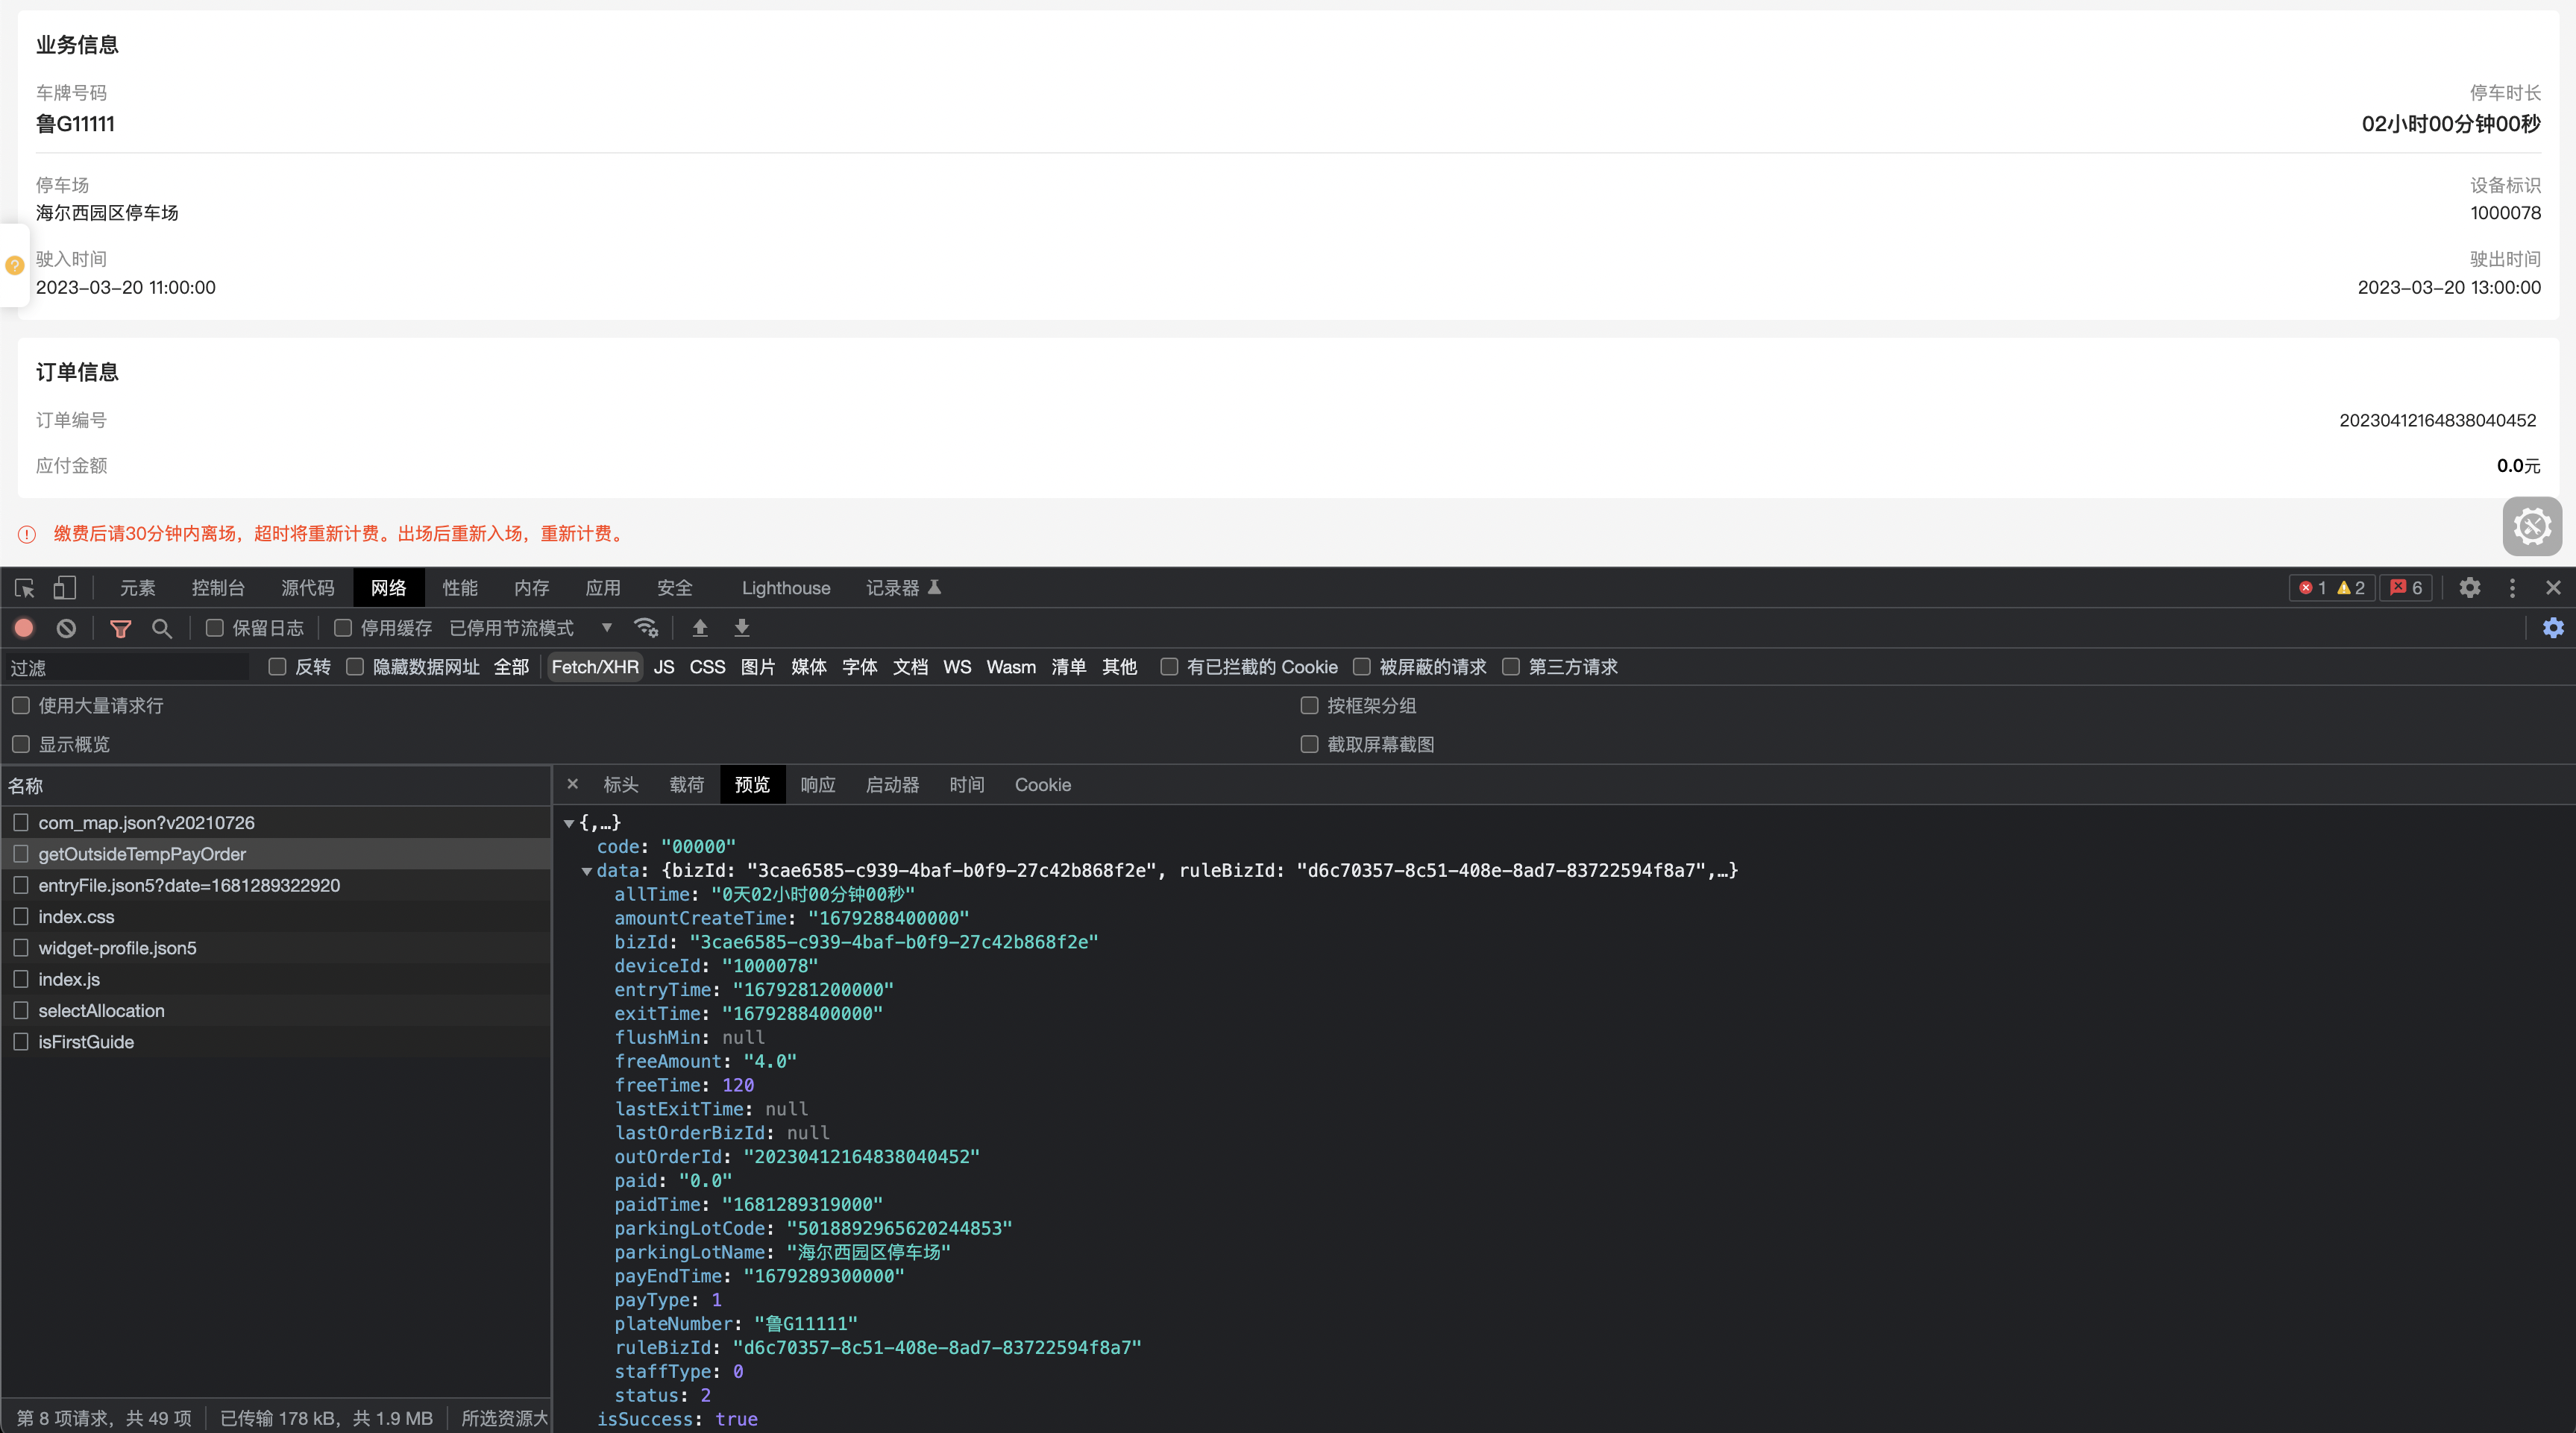 业务信息
车牌号码 停车时长
鲁G11111 02小时00分钟00秒
停车场 设备标识
海尔西园区停车场 1000078
驶入时间 驶出时间
2023-03-20 11:00:00 2023-03-20 13:00:00
订单信息
订单编号 20230412164838040452
应付金额 0.0元
缴费后请30分钟内离场，超时将重新计费。出场后重新入场，重新计费。
元素 控制台 源代码 网络 性能 内存 应用 安全 Lighthouse 记录器 1 2 6
保留日志 停用缓存 已停用节流模式
过滤 反转 隐藏数据网址 全部 Fetch/XHR JS CSS 图片 媒体 字体 文档 WS Wasm 清单 其他 有已拦截的 Cookie 被屏蔽的请求 第三方请求
使用大量请求行 按框架分组
显示概览 截取屏幕截图
名称
com_map.json?v20210726
getOutsideTempPayOrder
entryFile.json5?date=1681289322920
index.css
widget-profile.json5
index.js
selectAllocation
isFirstGuide
第 8 项请求，共 49 项 已传输 178 kB，共 1.9 MB 所选资源大
× 标头 载荷 预览 响应 启动器 时间 Cookie
{,…}
code: "00000"
data: {bizId: "3cae6585-c939-4baf-b0f9-27c42b868f2e", ruleBizId: "d6c70357-8c51-408e-8ad7-83722594f8a7",…}
allTime: "0天02小时00分钟00秒"
amountCreateTime: "1679288400000"
bizId: "3cae6585-c939-4baf-b0f9-27c42b868f2e"
deviceId: "1000078"
entryTime: "1679281200000"
exitTime: "1679288400000"
flushMin: null
freeAmount: "4.0"
freeTime: 120
lastExitTime: null
lastOrderBizId: null
outOrderId: "20230412164838040452"
paid: "0.0"
paidTime: "1681289319000"
parkingLotCode: "5018892965620244853"
parkingLotName: "海尔西园区停车场"
payEndTime: "1679289300000"
payType: 1
plateNumber: "鲁G11111"
ruleBizId: "d6c70357-8c51-408e-8ad7-83722594f8a7"
staffType: 0
status: 2
isSuccess: true